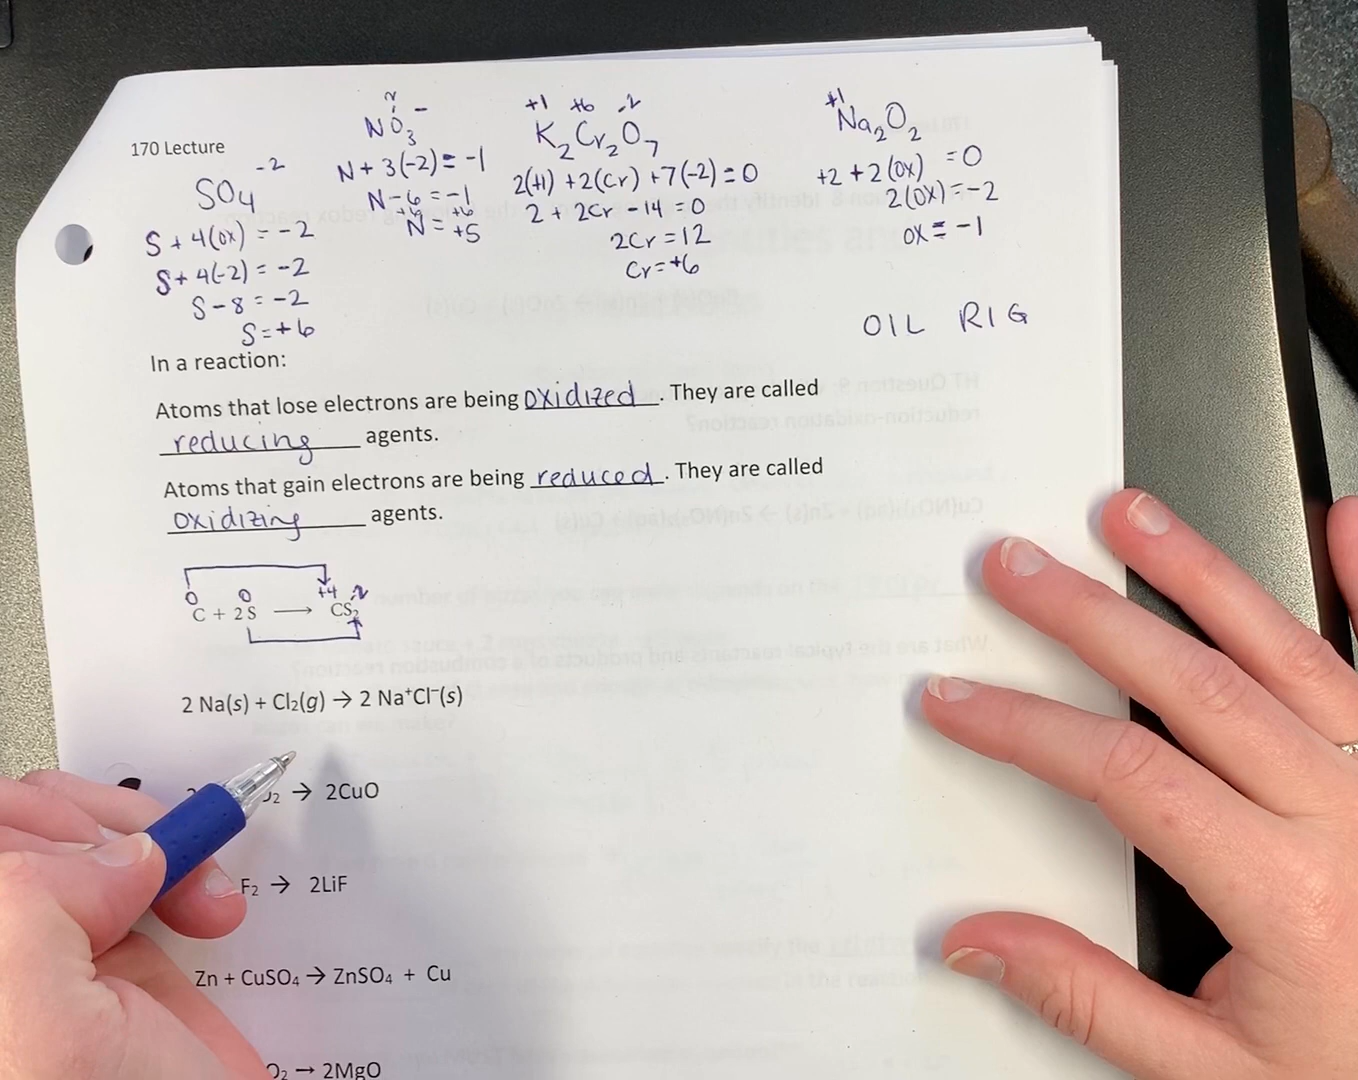 170 Lecture
SO4 -2
S + 4(ox) = -2
S + 4(-2) = -2
S - 8 = -2
S = +6
-2
NO3 -
N + 3(-2) = -1
N - 6 = -1
+6 +6
N = +5
+1 +6 -2
K2Cr2O7
2(+1) + 2(Cr) + 7(-2) = 0
2 + 2Cr - 14 = 0
2Cr = 12
Cr = +6
+1
Na2O2
+2 + 2(ox) = 0
2(ox) = -2
ox = -1
OIL RIG
In a reaction:
Atoms that lose electrons are being oxidized. They are called
reducing agents.
Atoms that gain electrons are being reduced. They are called
oxidizing agents.
0 0 +4 -2
C + 2S → CS2
2 Na(s) + Cl2(g) → 2 Na+Cl-(s)
→ 2CuO
F2 → 2LiF
Zn + CuSO4 → ZnSO4 + Cu
O2 → 2MgO